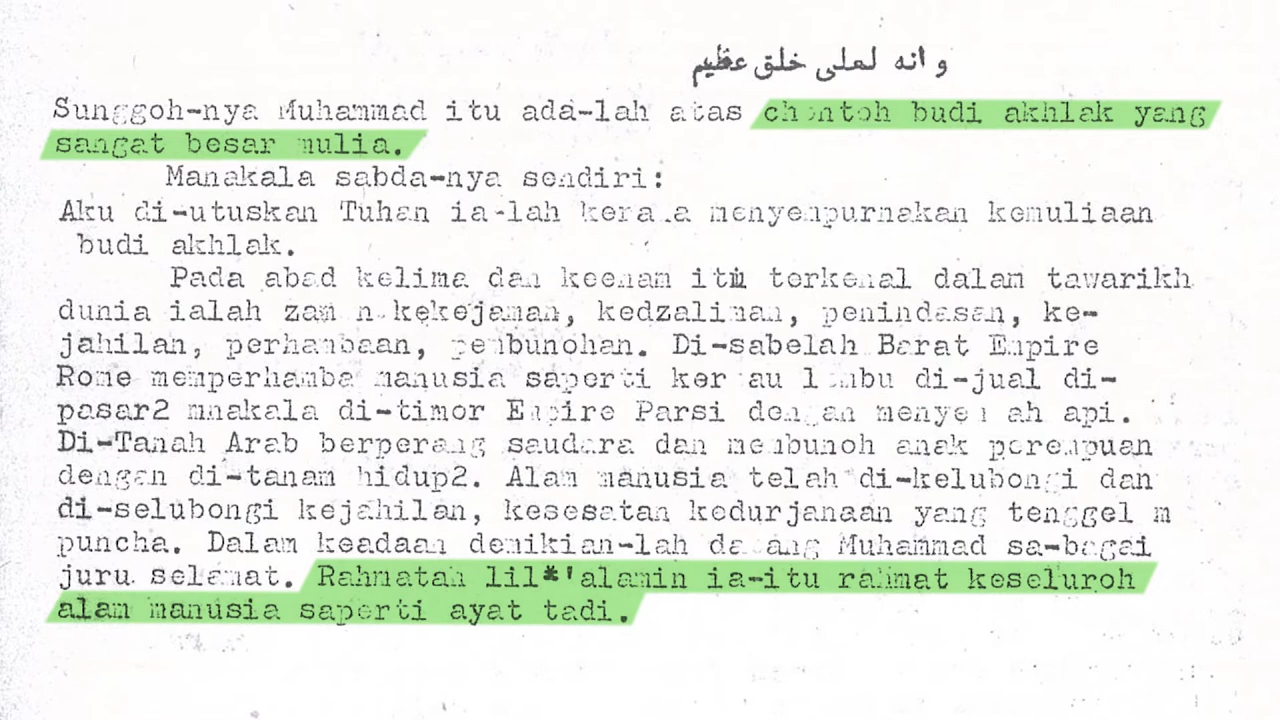 و انه لعلى خلق عظيم
Sunggoh-nya Muhammad itu ada-lah atas chontoh budi akhlak yang
sangat besar mulia.
Manakala sabda-nya sendiri:
Aku di-utuskan Tuhan ia-lah kerana menyempurnakan kemuliaan
budi akhlak.
Pada abad kelima dan keenam itu terkenal dalam tawarikh
dunia ialah zaman kekejaman, kedzaliman, penindasan, ke-
jahilan, perhambaan, pembunohan. Di-sabelah Barat Empire
Rome memperhamba manusia saperti kerbau lembu di-jual di-
pasar2 mnakala di-timor Empire Parsi dengan menyembah api.
Di-Tanah Arab berperang saudara dan membunoh anak perempuan
dengan di-tanam hidup2. Alam manusia telah di-kelubongi dan
di-selubongi kejahilan, kesesatan kedurjanaan yang tenggelam
puncha. Dalam keadaan demikian-lah datang Muhammad sa-bagai
juru selamat. Rahmatan lil*'alamin ia-itu rahmat keseluroh
alam manusia saperti ayat tadi.